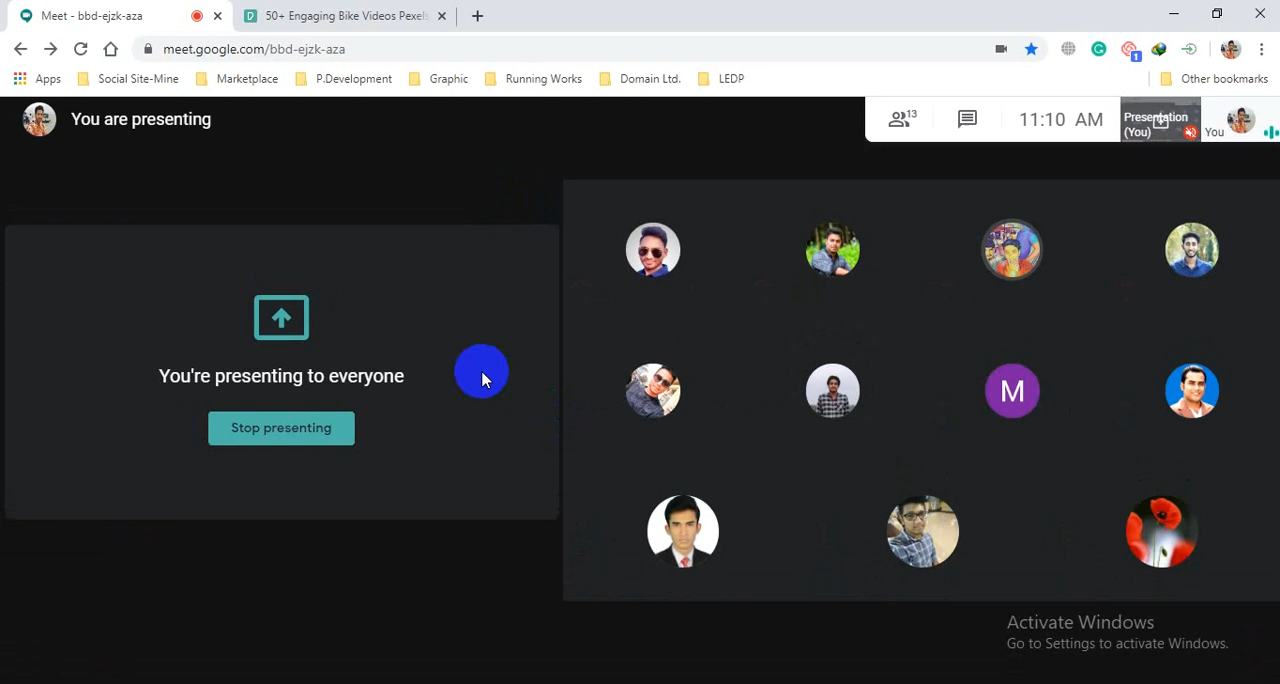 Meet - bbd-ejzk-aza
50+ Engaging Bike Videos Pexels
meet.google.com/bbd-ejzk-aza
1
Apps
Social Site-Mine
Marketplace
P.Development
Graphic
Running Works
Domain Ltd.
LEDP
Other bookmarks
You are presenting
13
11:10 AM
Presentation
(You)
You
You're presenting to everyone
Stop presenting
M
Activate Windows
Go to Settings to activate Windows.